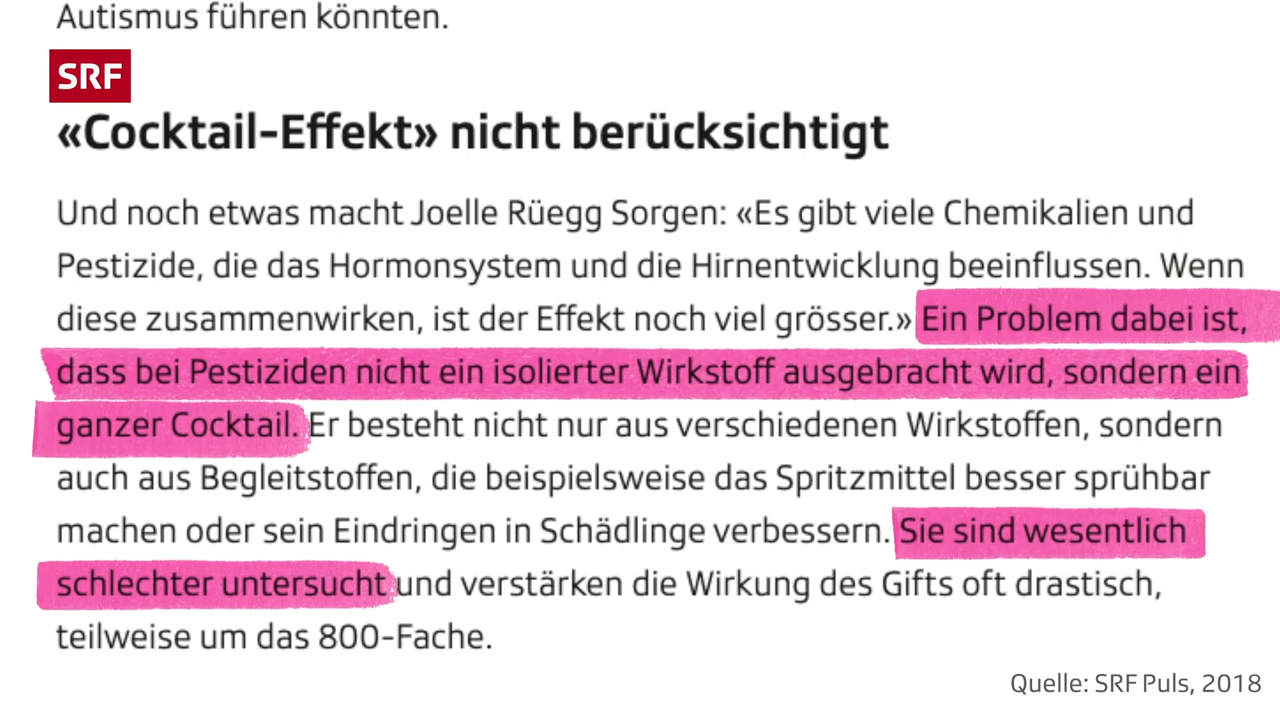 Autismus führen könnten.
SRF
«Cocktail-Effekt» nicht berücksichtigt
Und noch etwas macht Joelle Rüegg Sorgen: «Es gibt viele Chemikalien und
Pestizide, die das Hormonsystem und die Hirnentwicklung beeinflussen. Wenn
diese zusammenwirken, ist der Effekt noch viel grösser.» Ein Problem dabei ist,
dass bei Pestiziden nicht ein isolierter Wirkstoff ausgebracht wird, sondern ein
ganzer Cocktail. Er besteht nicht nur aus verschiedenen Wirkstoffen, sondern
auch aus Begleitstoffen, die beispielsweise das Spritzmittel besser sprühbar
machen oder sein Eindringen in Schädlinge verbessern. Sie sind wesentlich
schlechter untersucht und verstärken die Wirkung des Gifts oft drastisch,
teilweise um das 800-Fache.
Quelle: SRF Puls, 2018